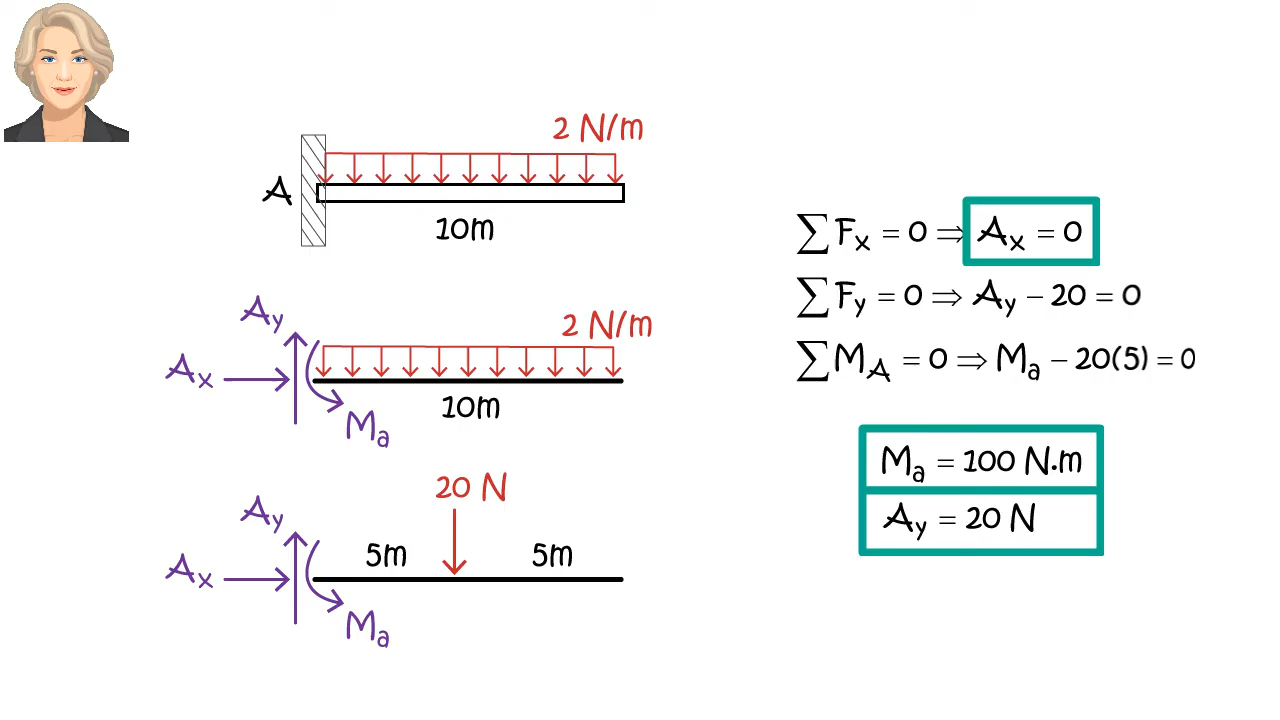 2 N/m
A
10m
Ay
2 N/m
Ax
10m
Ma
20 N
Ay
5m 5m
Ax
Ma
∑Fx = 0 ⇒ Ax = 0
∑Fy = 0 ⇒ Ay − 20 = 0
∑MA = 0 ⇒ Ma − 20(5) = 0
Ma = 100 N.m
Ay = 20 N